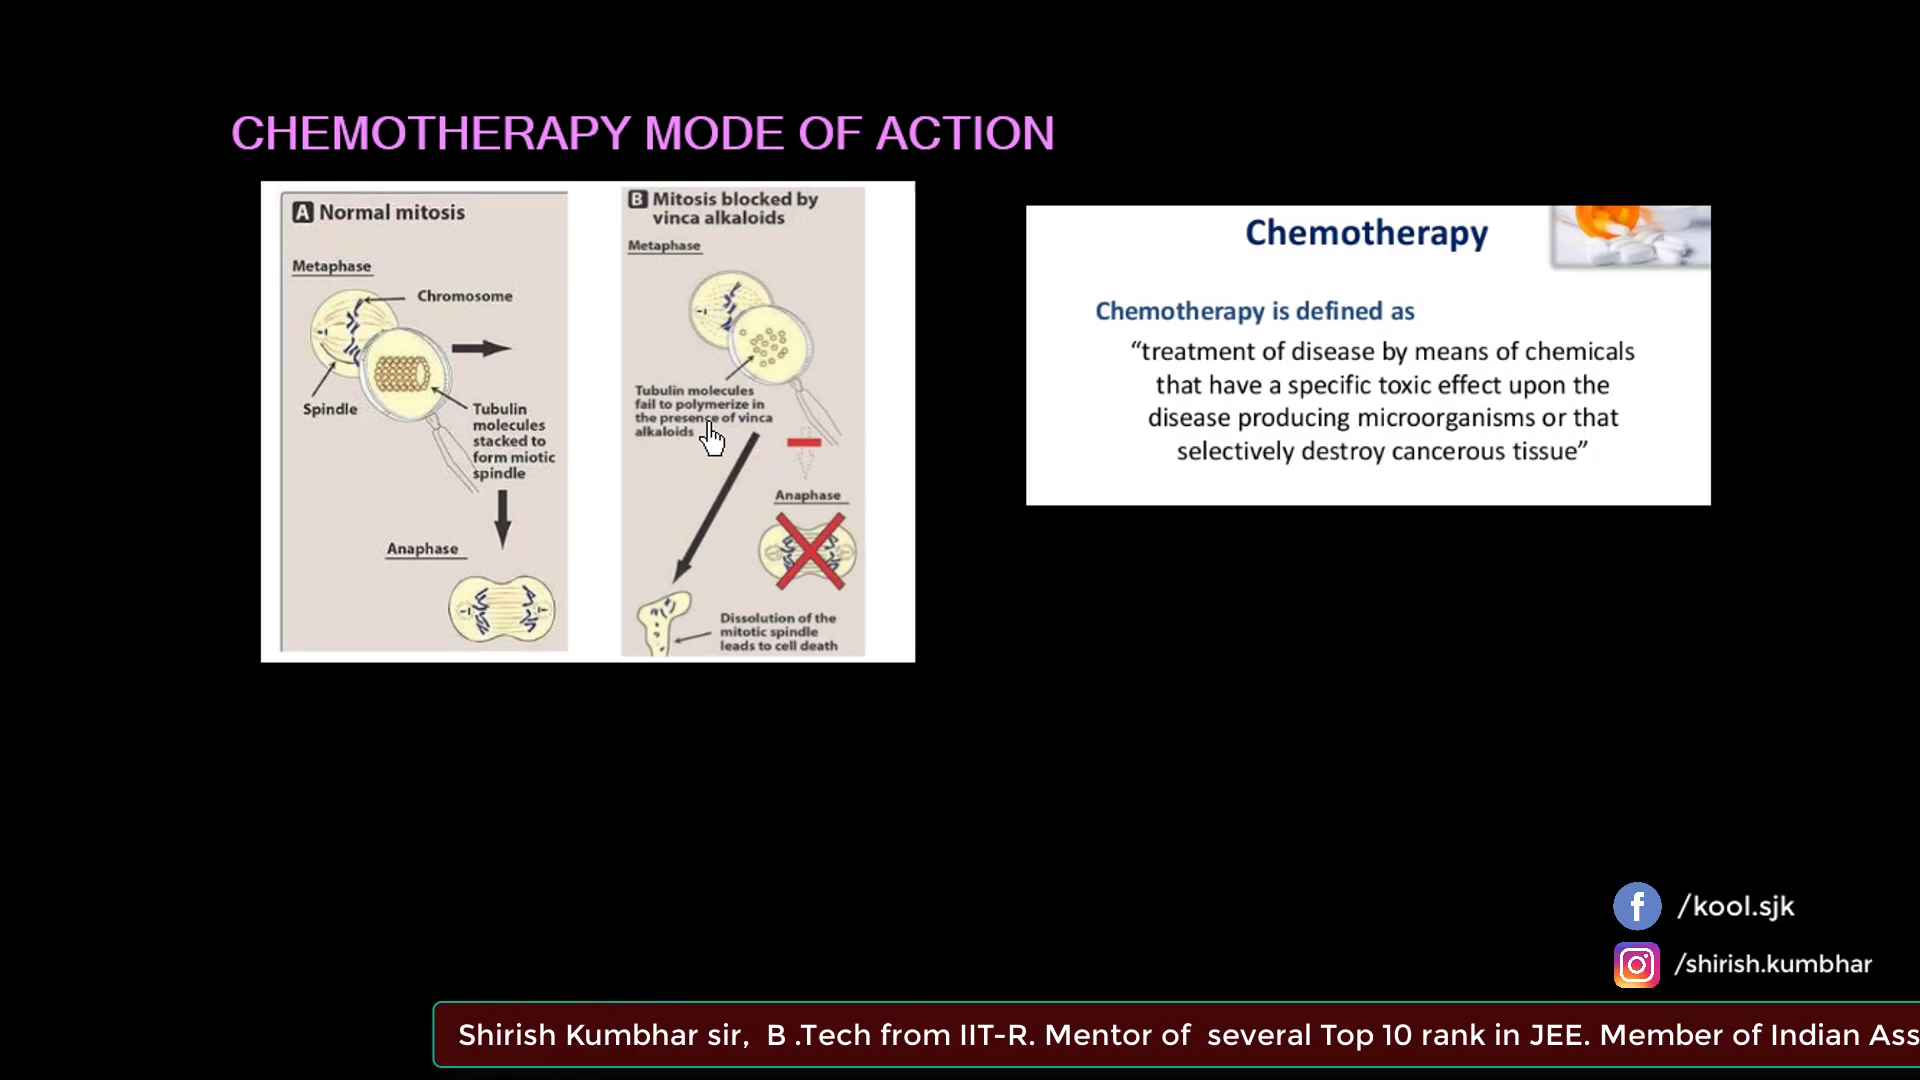 CHEMOTHERAPY MODE OF ACTION
A Normal mitosis
Metaphase
Chromosome
Spindle
Tubulin
molecules
stacked to
form miotic
spindle
Anaphase
B Mitosis blocked by
vinca alkaloids
Metaphase
Tubulin molecules
fail to polymerize in
the presence of vinca
alkaloids
Anaphase
Dissolution of the
mitotic spindle
leads to cell death
Chemotherapy
Chemotherapy is defined as
“treatment of disease by means of chemicals
that have a specific toxic effect upon the
disease producing microorganisms or that
selectively destroy cancerous tissue”
/kool.sjk
/shirish.kumbhar
Shirish Kumbhar sir, B .Tech from IIT-R. Mentor of several Top 10 rank in JEE. Member of Indian Ass